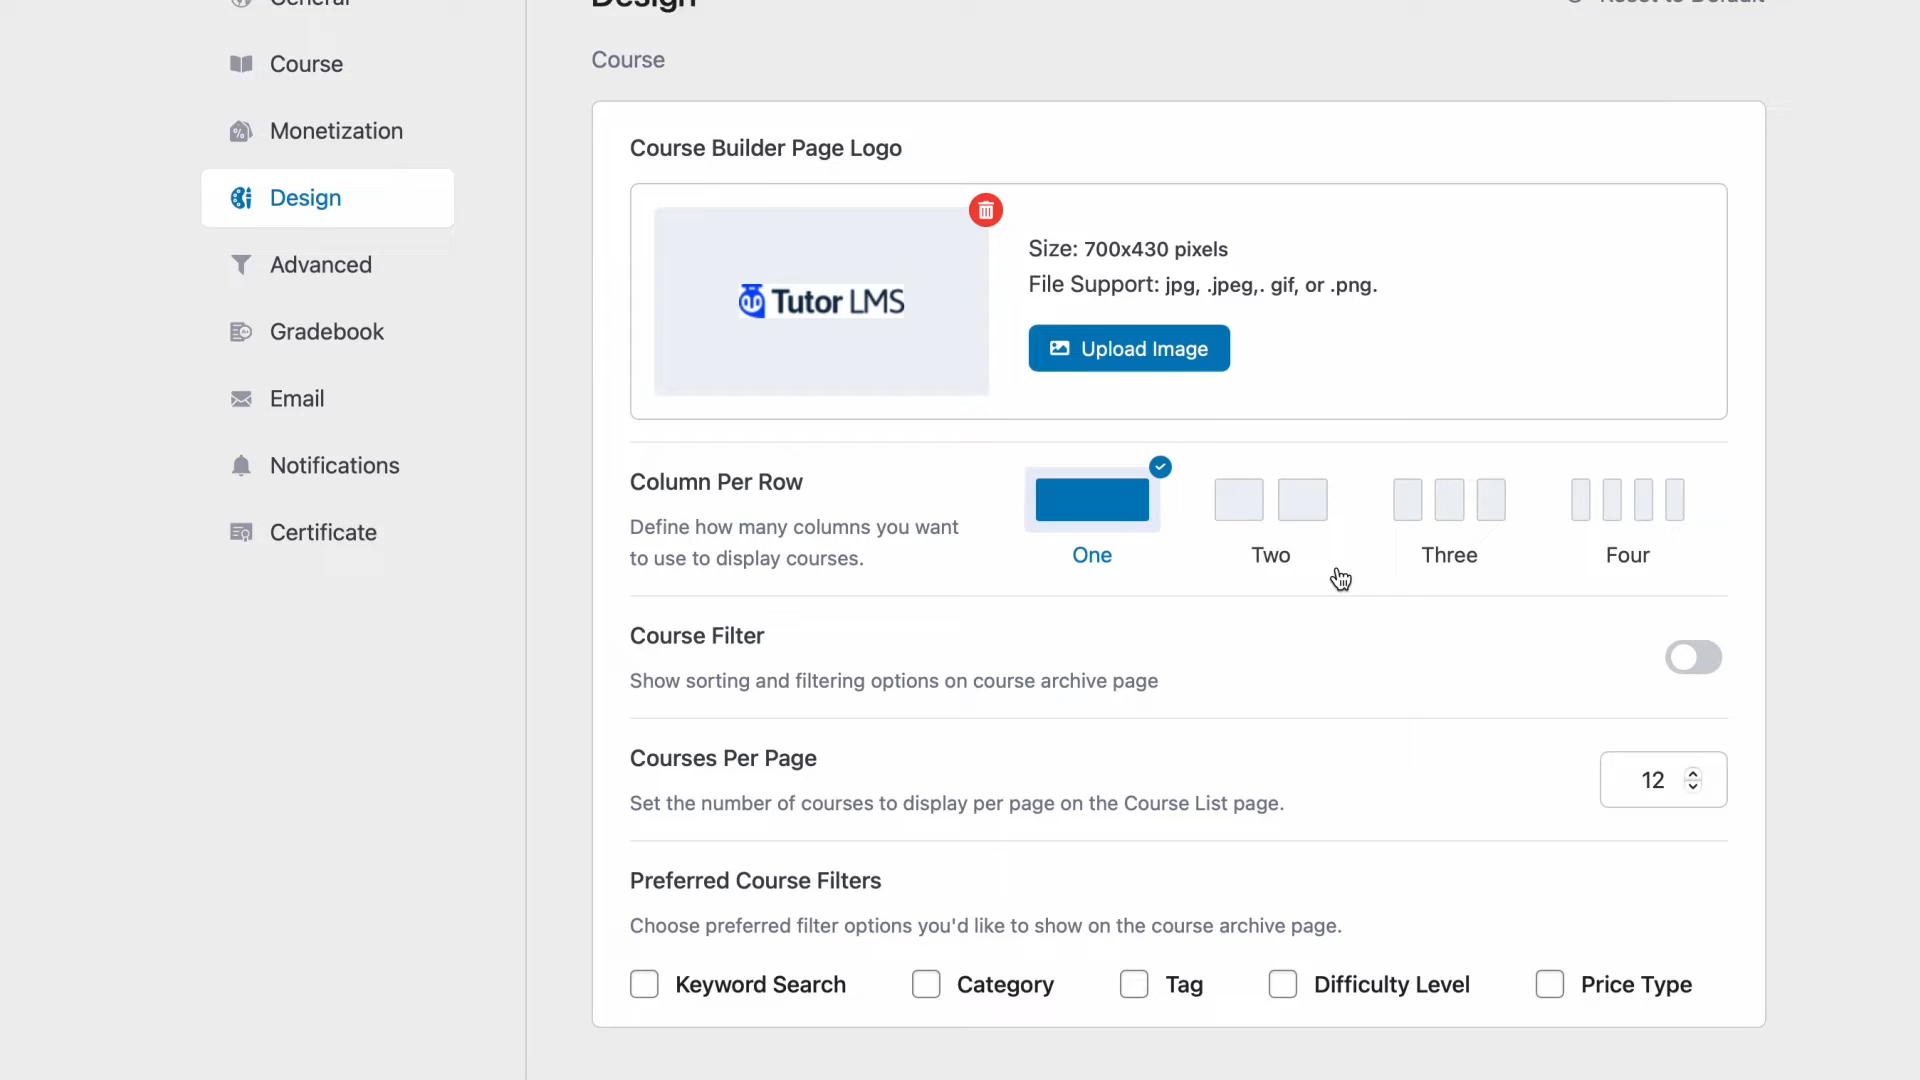 General
Course
Monetization
Design
Advanced
Gradebook
Email
Notifications
Certificate
Design
Reset to Default
Course
Course Builder Page Logo
Tutor LMS
Size: 700x430 pixels
File Support: jpg, .jpeg,. gif, or .png.
Upload Image
Column Per Row
Define how many columns you want
to use to display courses.
One
Two
Three
Four
Course Filter
Show sorting and filtering options on course archive page
Courses Per Page
Set the number of courses to display per page on the Course List page.
12
Preferred Course Filters
Choose preferred filter options you'd like to show on the course archive page.
Keyword Search
Category
Tag
Difficulty Level
Price Type